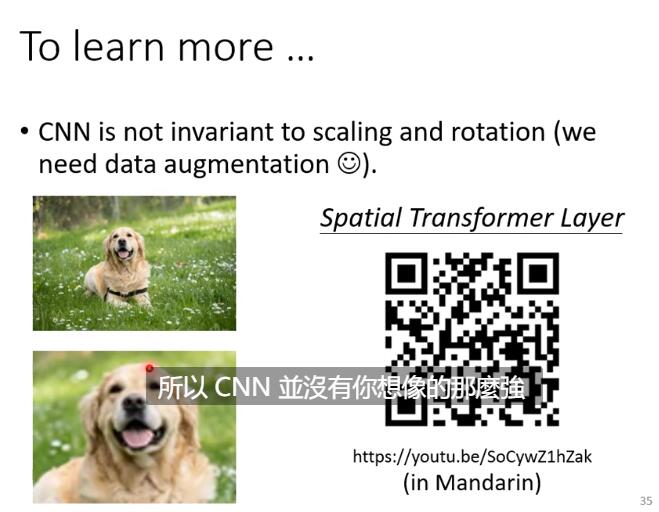 To learn more ...
• CNN is not invariant to scaling and rotation (we
need data augmentation ☺).
Spatial Transformer Layer
所以 CNN 並沒有你想像的那麼強
https://youtu.be/SoCywZ1hZak
(in Mandarin)
35